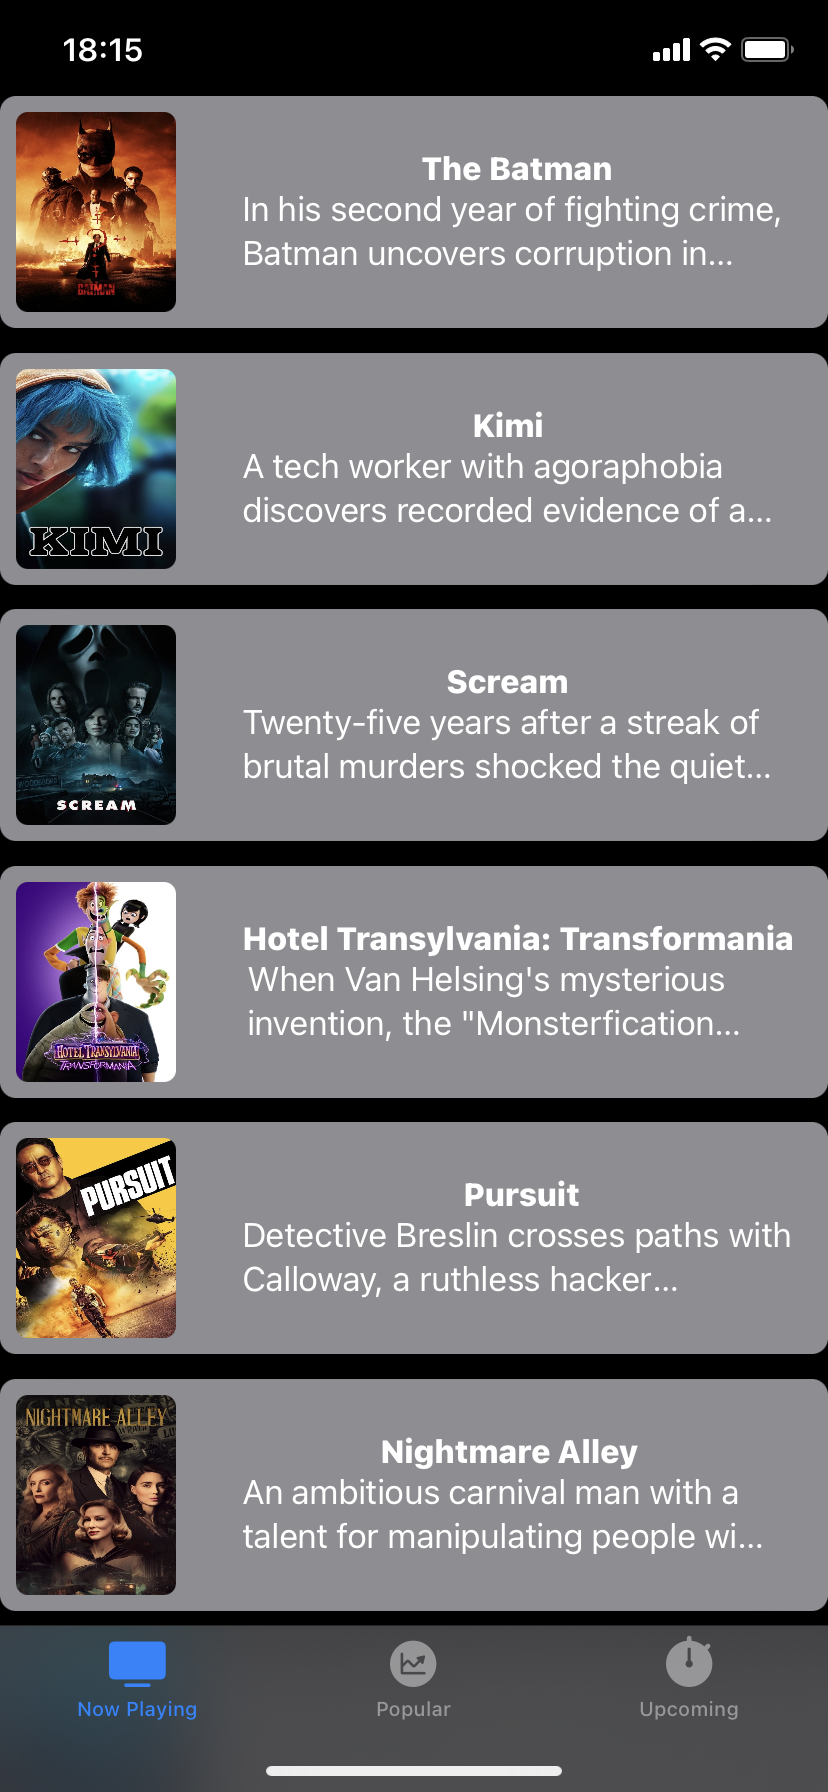 18:15
The Batman
In his second year of fighting crime,
Batman uncovers corruption in...
BATMAN
Kimi
A tech worker with agoraphobia
discovers recorded evidence of a...
KIMI
Scream
Twenty-five years after a streak of
brutal murders shocked the quiet...
SCREAM
Hotel Transylvania: Transformania
When Van Helsing's mysterious
invention, the "Monsterfication...
HOTEL TRANSYLVANIA
TRANSFORMANIA
PURSUIT
Pursuit
Detective Breslin crosses paths with
Calloway, a ruthless hacker...
NIGHTMARE ALLEY
Nightmare Alley
An ambitious carnival man with a
talent for manipulating people wi...
Now Playing
Popular
Upcoming